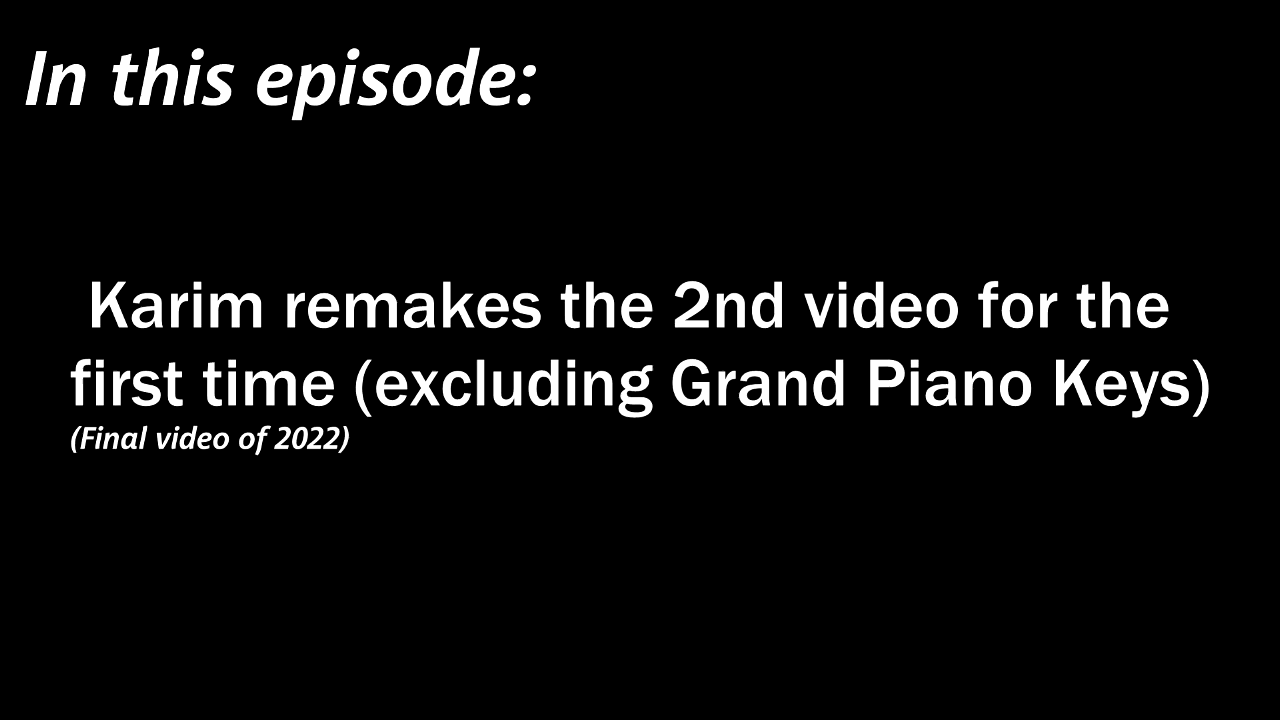 In this episode:
Karim remakes the 2nd video for the
first time (excluding Grand Piano Keys)
(Final video of 2022)